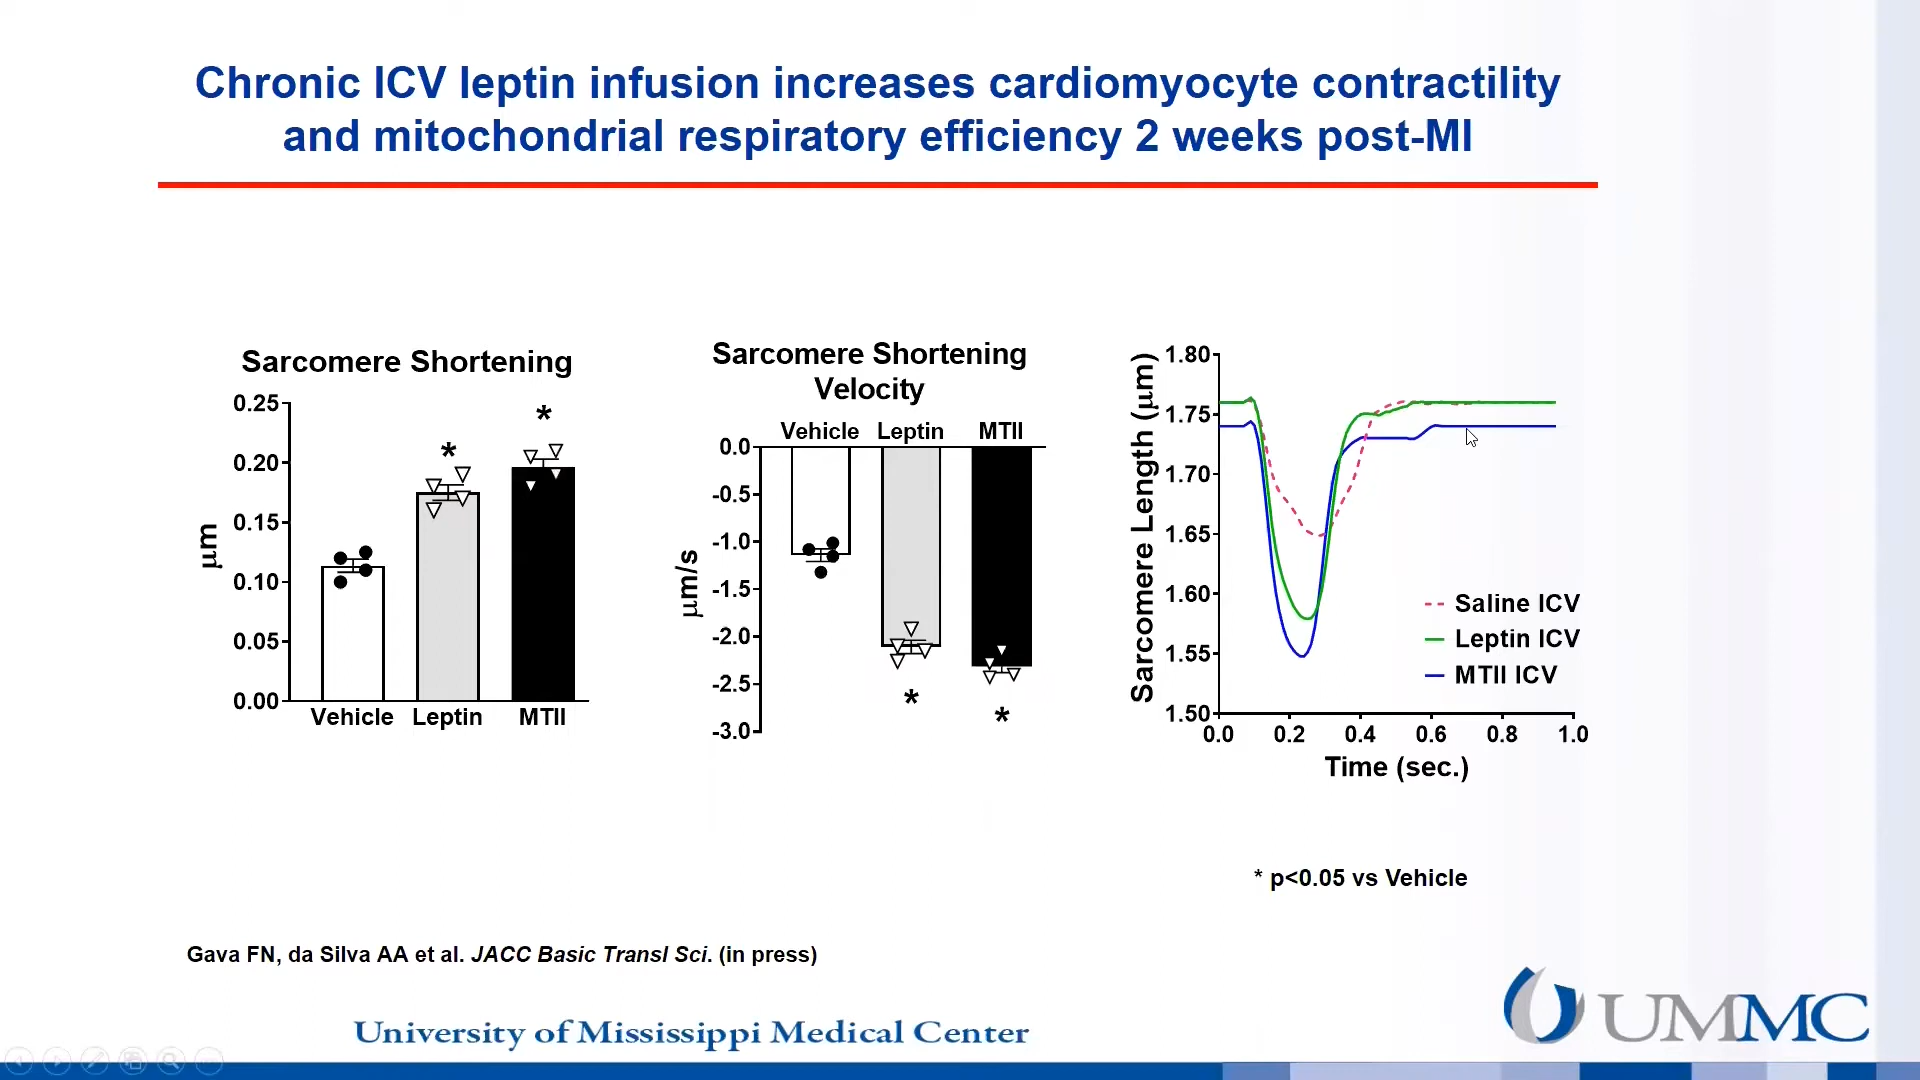 Chronic ICV leptin infusion increases cardiomyocyte contractility
and mitochondrial respiratory efficiency 2 weeks post-MI
Sarcomere Shortening
0.25
0.20
0.15
0.10
0.05
0.00
μm
*
*
Vehicle Leptin MTII
Sarcomere Shortening
Velocity
Vehicle Leptin MTII
0.0
-0.5
-1.0
-1.5
-2.0
-2.5
-3.0
μm/s
*
*
1.80
1.75
1.70
1.65
1.60
1.55
1.50
Sarcomere Length (μm)
Saline ICV
Leptin ICV
MTII ICV
0.0 0.2 0.4 0.6 0.8 1.0
Time (sec.)
* p<0.05 vs Vehicle
Gava FN, da Silva AA et al. JACC Basic Transl Sci. (in press)
University of Mississippi Medical Center
UMMC